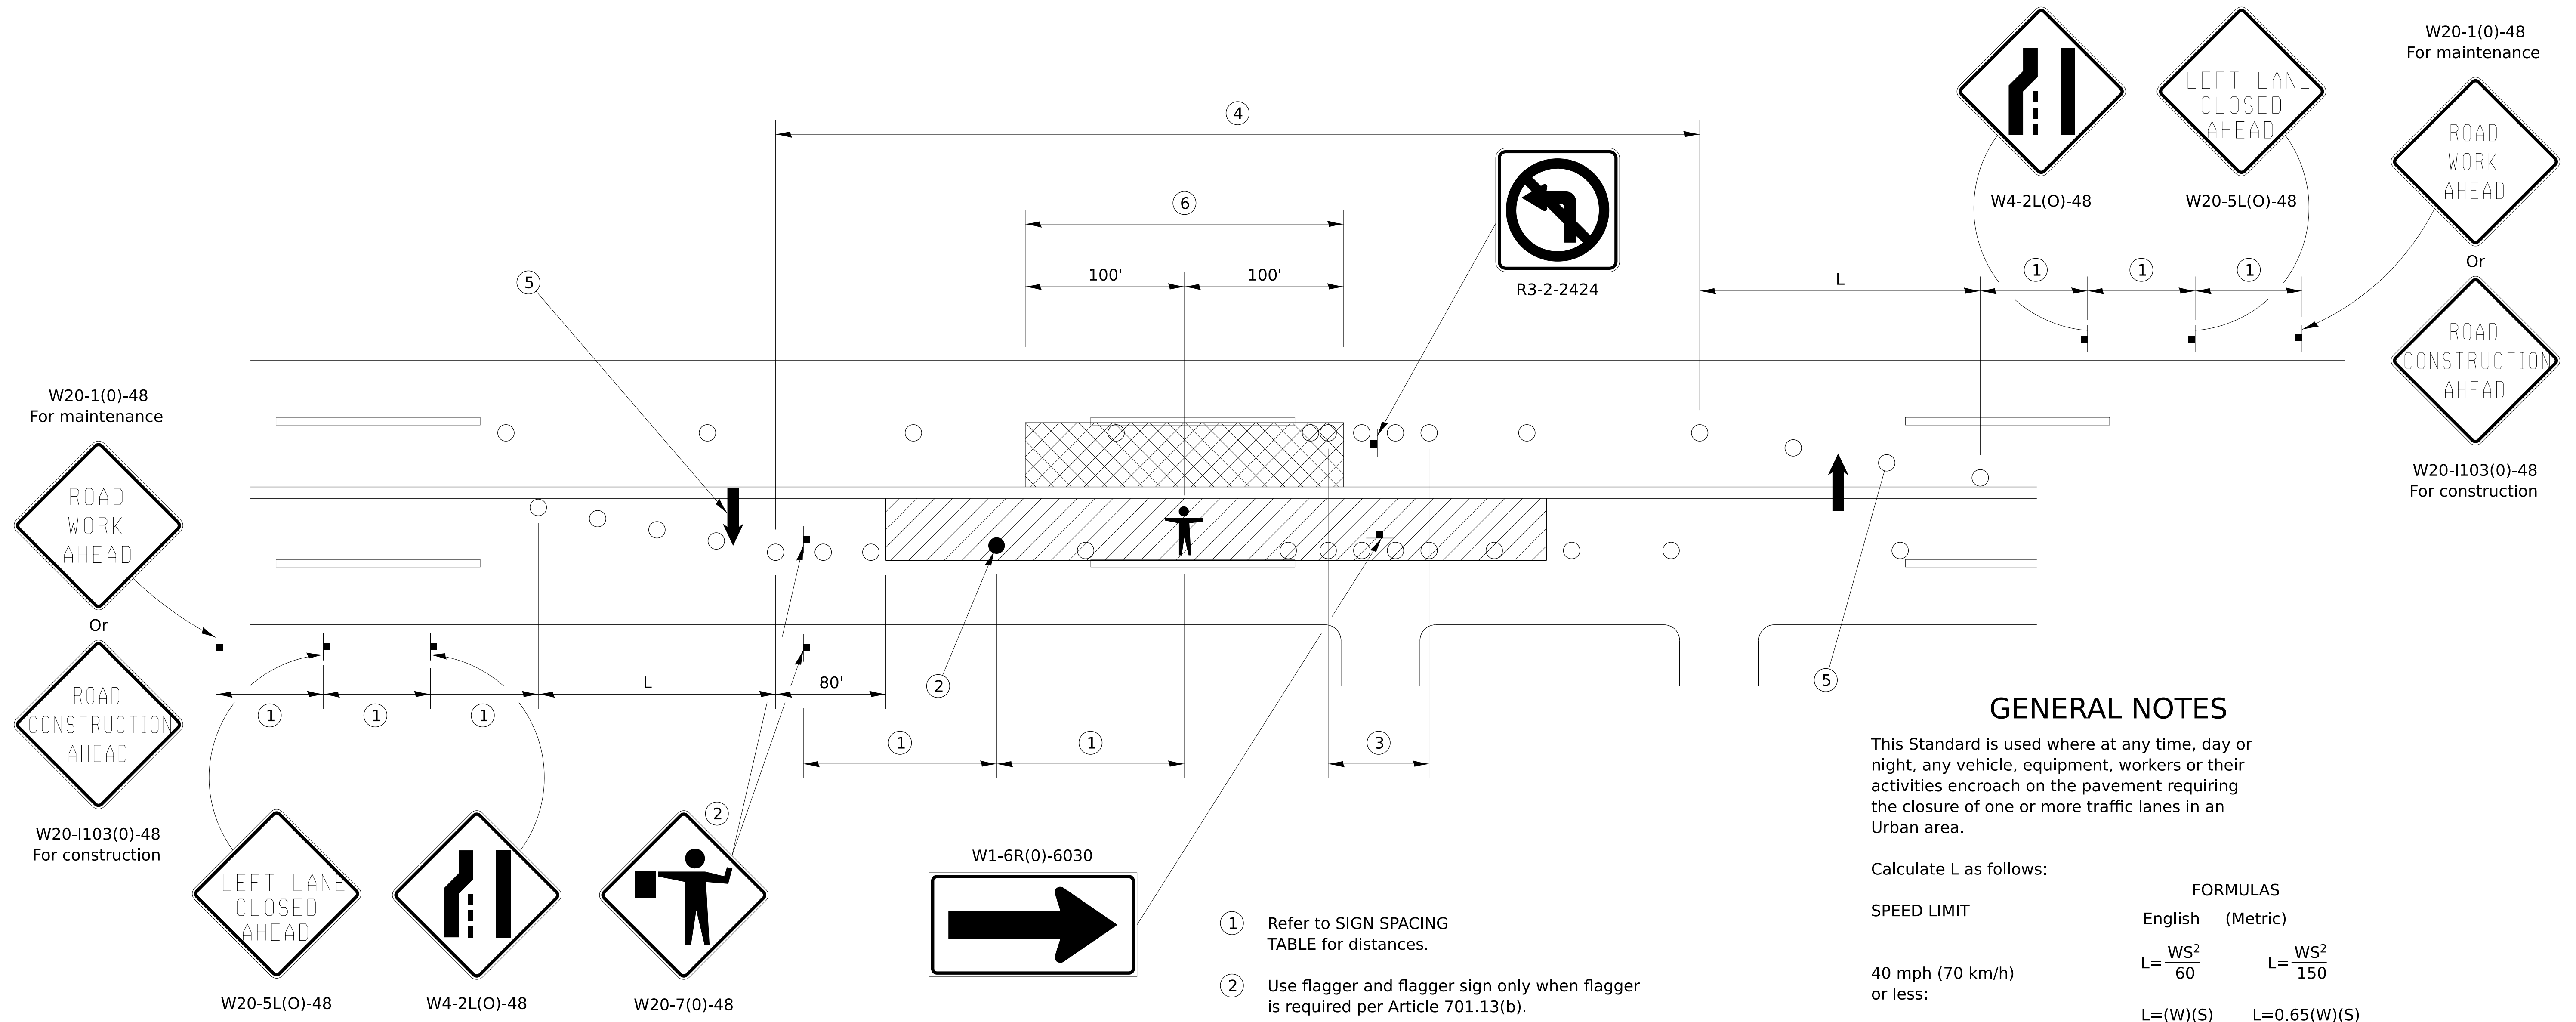 W20-1(0)-48
For maintenance
ROAD
WORK
AHEAD
Or
ROAD
CONSTRUCTION
AHEAD
W20-I103(0)-48
For construction
W4-2L(O)-48
LEFT LANE
CLOSED
AHEAD
W20-5L(O)-48
4
6
100'
100'
5
R3-2-2424
L
1
1
1
W20-1(0)-48
For maintenance
ROAD
WORK
AHEAD
Or
ROAD
CONSTRUCTION
AHEAD
W20-I103(0)-48
For construction
1
1
1
L
80'
2
5
1
1
3
LEFT LANE
CLOSED
AHEAD
W20-5L(O)-48
W4-2L(O)-48
2
W20-7(0)-48
W1-6R(0)-6030
1 Refer to SIGN SPACING
TABLE for distances.
2 Use flagger and flagger sign only when flagger
is required per Article 701.13(b).
GENERAL NOTES
This Standard is used where at any time, day or
night, any vehicle, equipment, workers or their
activities encroach on the pavement requiring
the closure of one or more traffic lanes in an
Urban area.
Calculate L as follows:
FORMULAS
SPEED LIMIT
English (Metric)
40 mph (70 km/h)
or less:
L=WS²/60 L=WS²/150
L=(W)(S) L=0.65(W)(S)